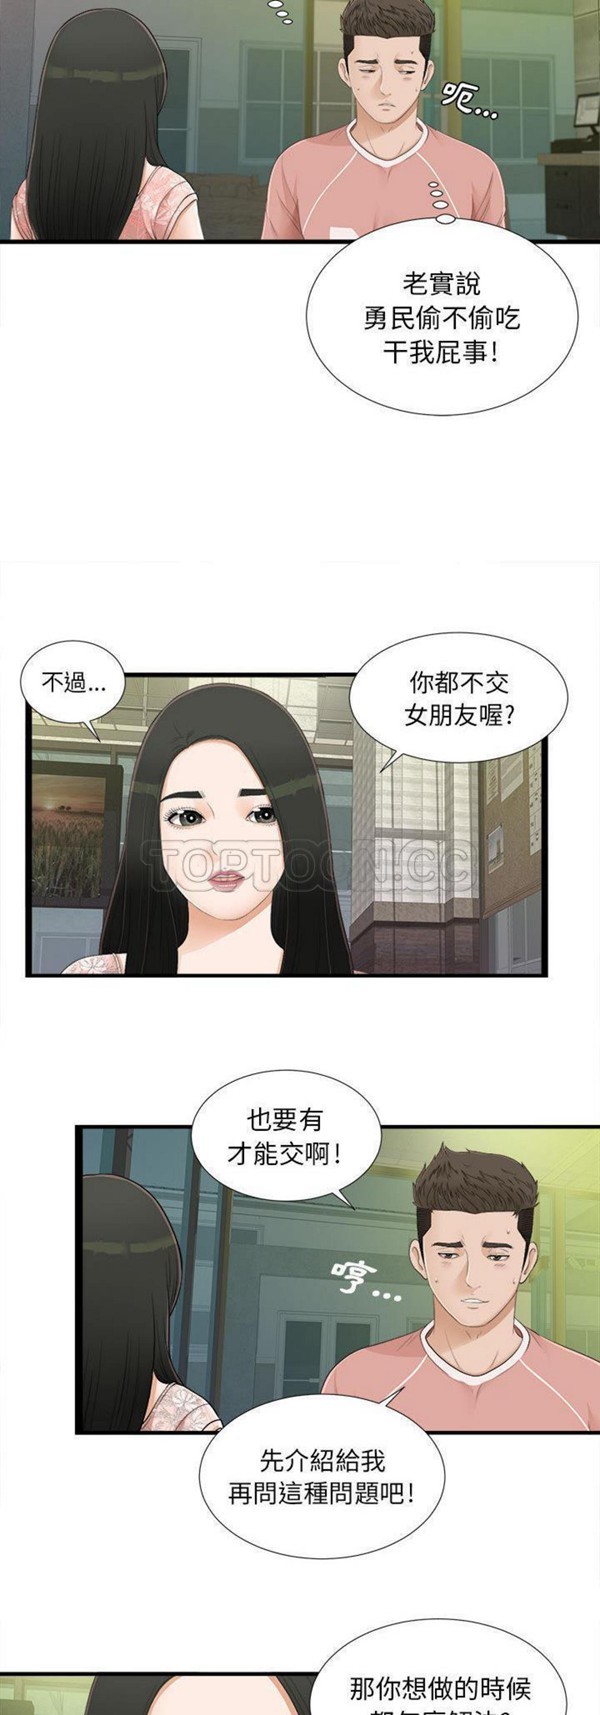 呃...
老實說
勇民偷不偷吃
干我屁事!
不過...
你都不交
女朋友喔?
TOPTOON.CC
也要有
才能交啊!
哼...
先介紹給我
再問這種問題吧!
那你想做的時候